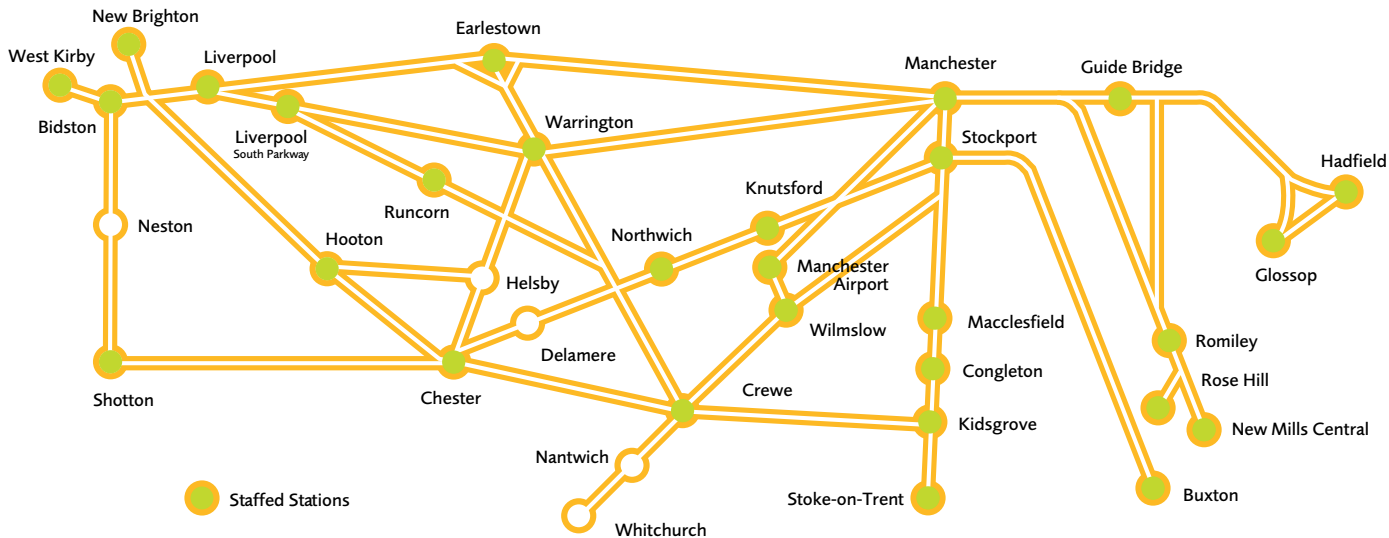 New Brighton
West Kirby
Liverpool
Earlestown
Manchester
Guide Bridge
Bidston
Liverpool
South Parkway
Warrington
Stockport
Hadfield
Knutsford
Runcorn
Neston
Hooton
Northwich
Helsby
Manchester
Airport
Glossop
Delamere
Wilmslow
Macclesfield
Romiley
Shotton
Chester
Crewe
Congleton
Rose Hill
Kidsgrove
New Mills Central
Nantwich
Staffed Stations
Stoke-on-Trent
Buxton
Whitchurch